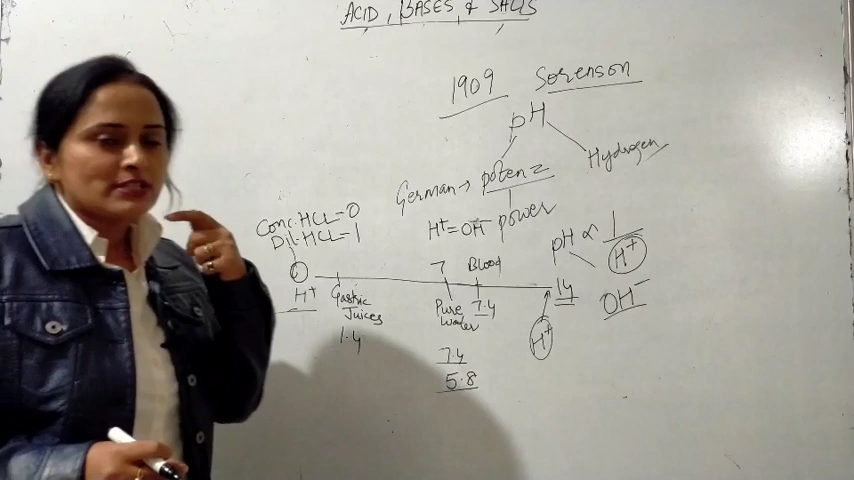 ACID, BASES & SALTS
1909 Sorenson
pH
Hydrogen
German → potenz
power
Conc. HCL - 0
Dil. HCL - 1
H+ = OH-
pH ∝ 1/H+
0 7 Blood 14
H+ Gastric Juices Pure water 7.4 OH-
1.4 H+
7.4
5.8